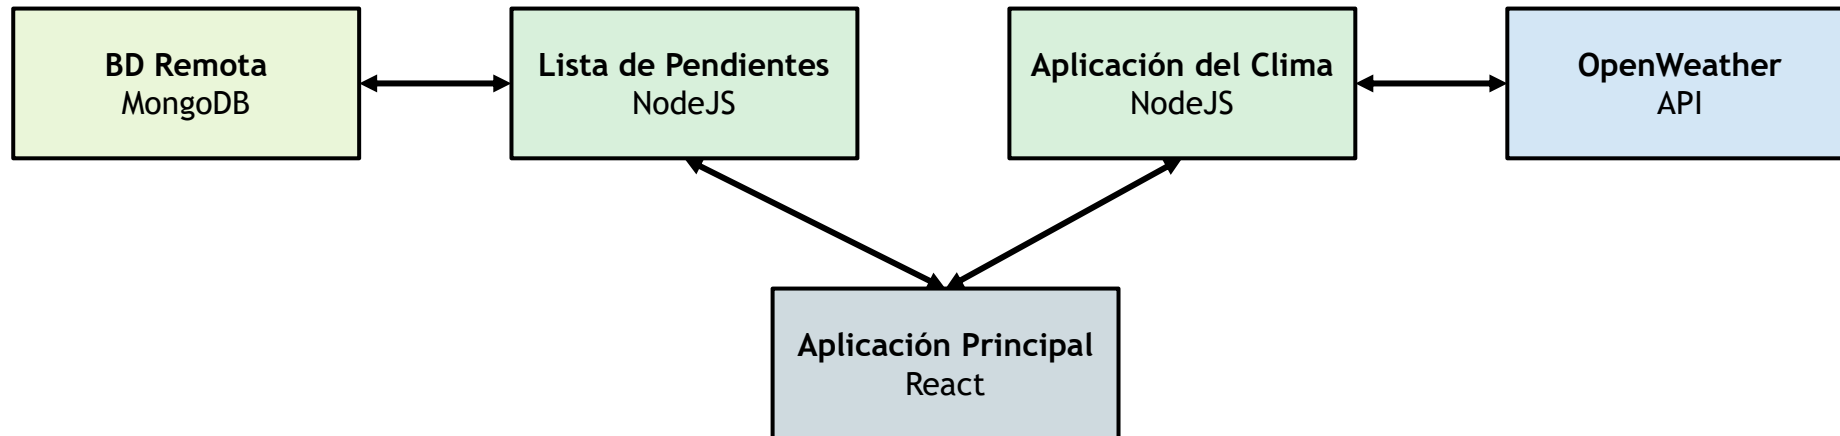 BD Remota
MongoDB
Lista de Pendientes
NodeJS
Aplicación del Clima
NodeJS
OpenWeather
API
Aplicación Principal
React